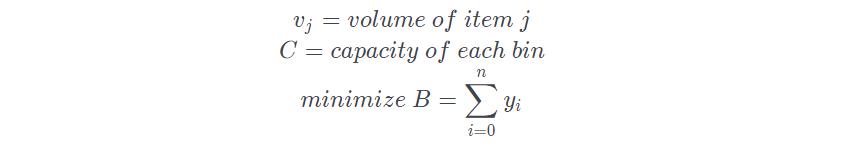 v_j = volume of item j
C = capacity of each bin
minimize B = \sum_{i=0}^{n} y_i